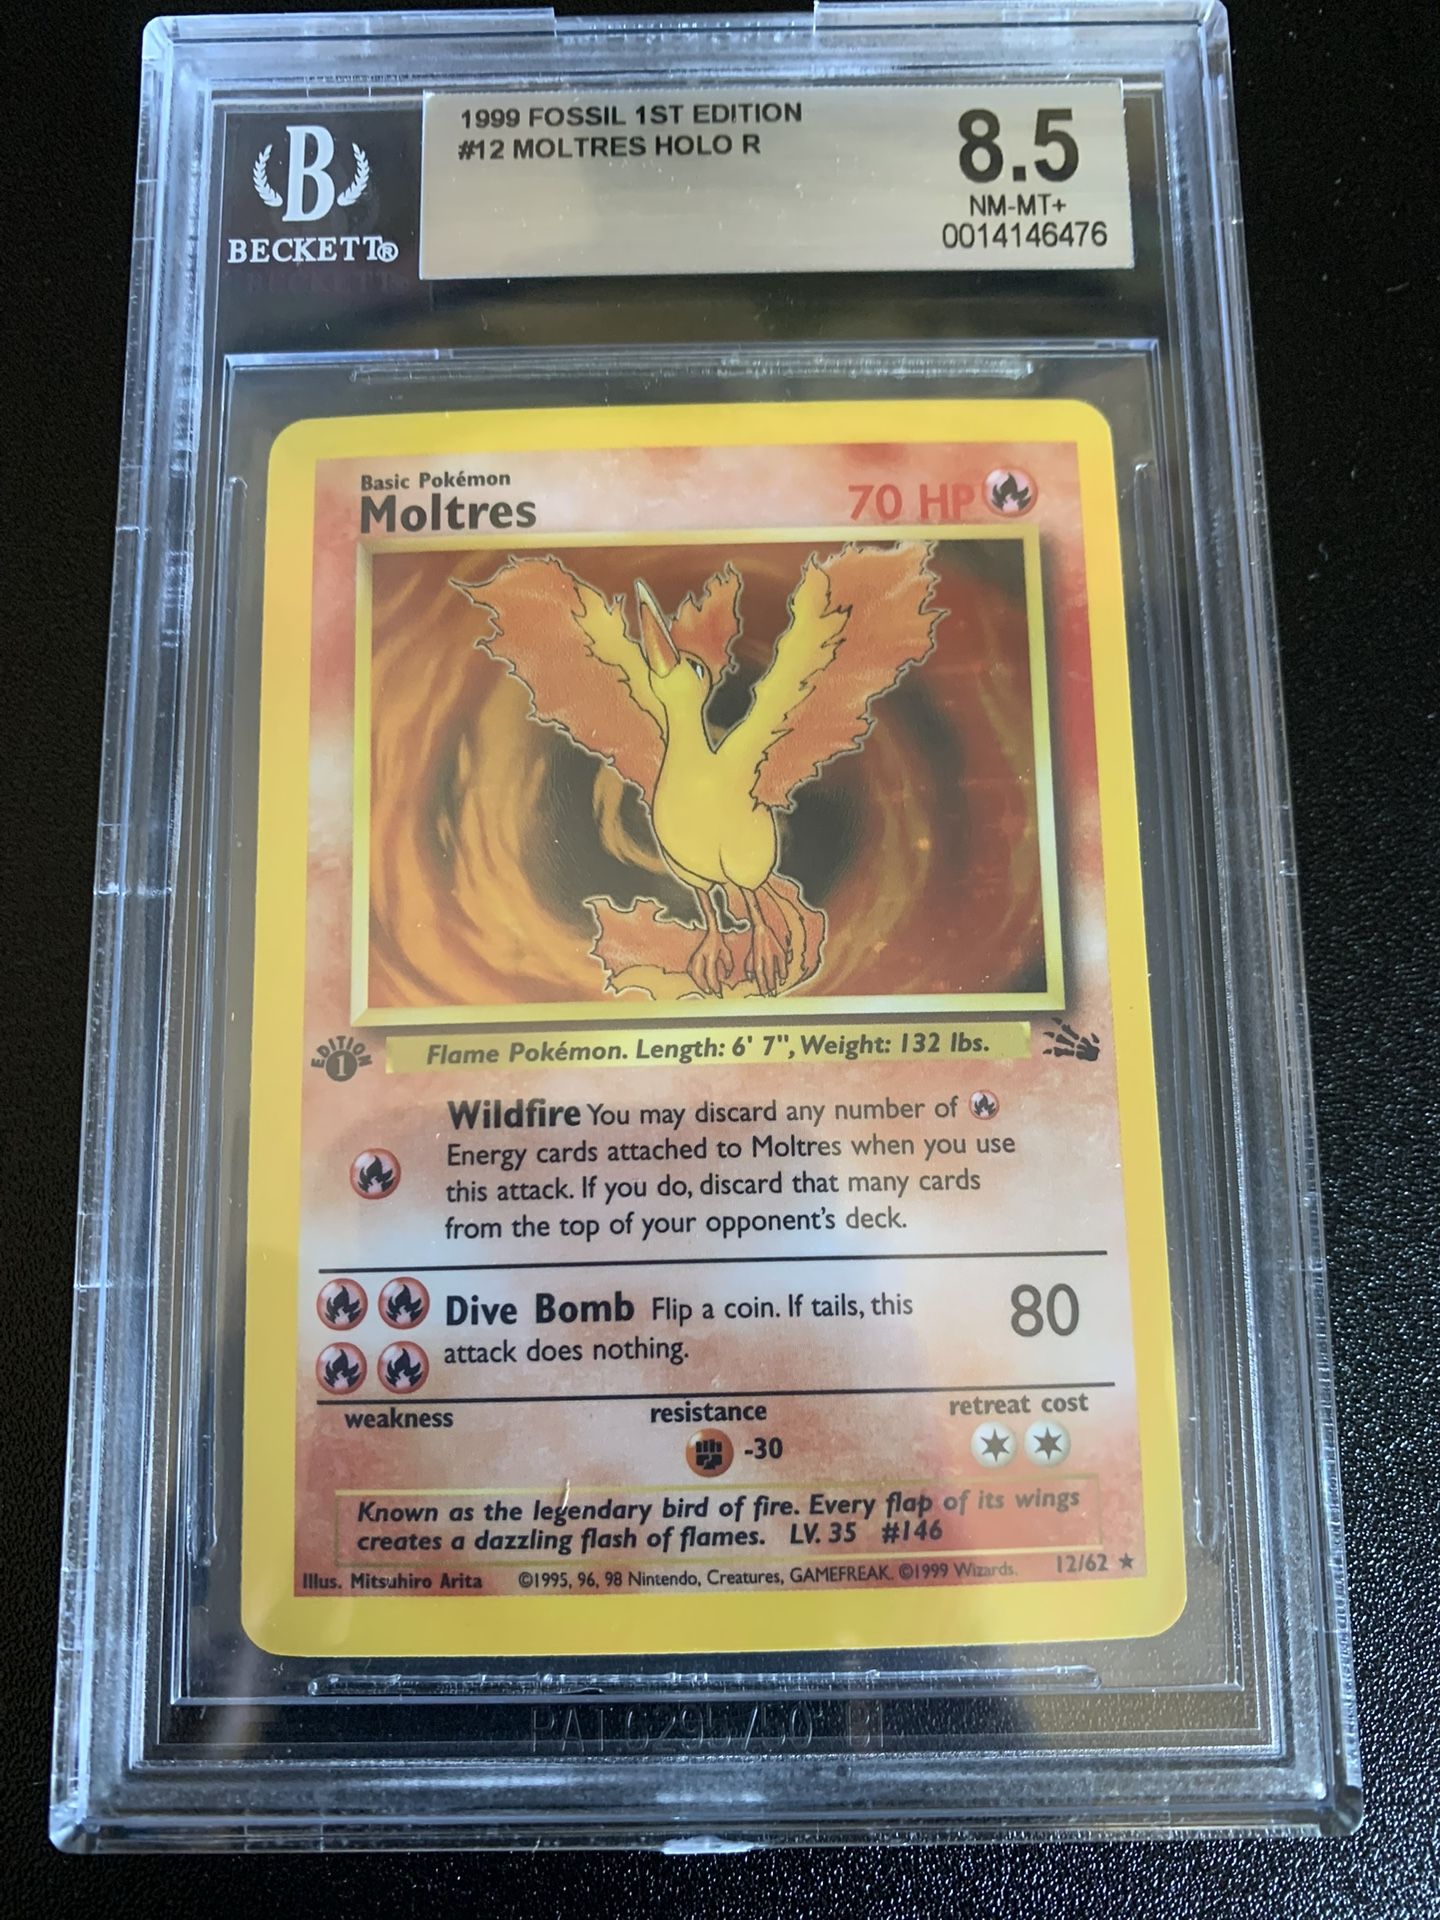 1999 FOSSIL 1ST EDITION
#12 MOLTRES HOLO R
8.5
NM-MT+
0014146476
B
BECKETT®
Basic Pokémon
Moltres
70 HP
EDITION
1
Flame Pokémon. Length: 6' 7", Weight: 132 lbs.
Wildfire You may discard any number of
Energy cards attached to Moltres when you use
this attack. If you do, discard that many cards
from the top of your opponent's deck.
Dive Bomb Flip a coin. If tails, this
attack does nothing.
80
weakness
resistance
retreat cost
-30
Known as the legendary bird of fire. Every flap of its wings
creates a dazzling flash of flames. LV. 35 #146
Illus. Mitsuhiro Arita ©1995, 96, 98 Nintendo, Creatures, GAMEFREAK. ©1999 Wizards. 12/62 ★